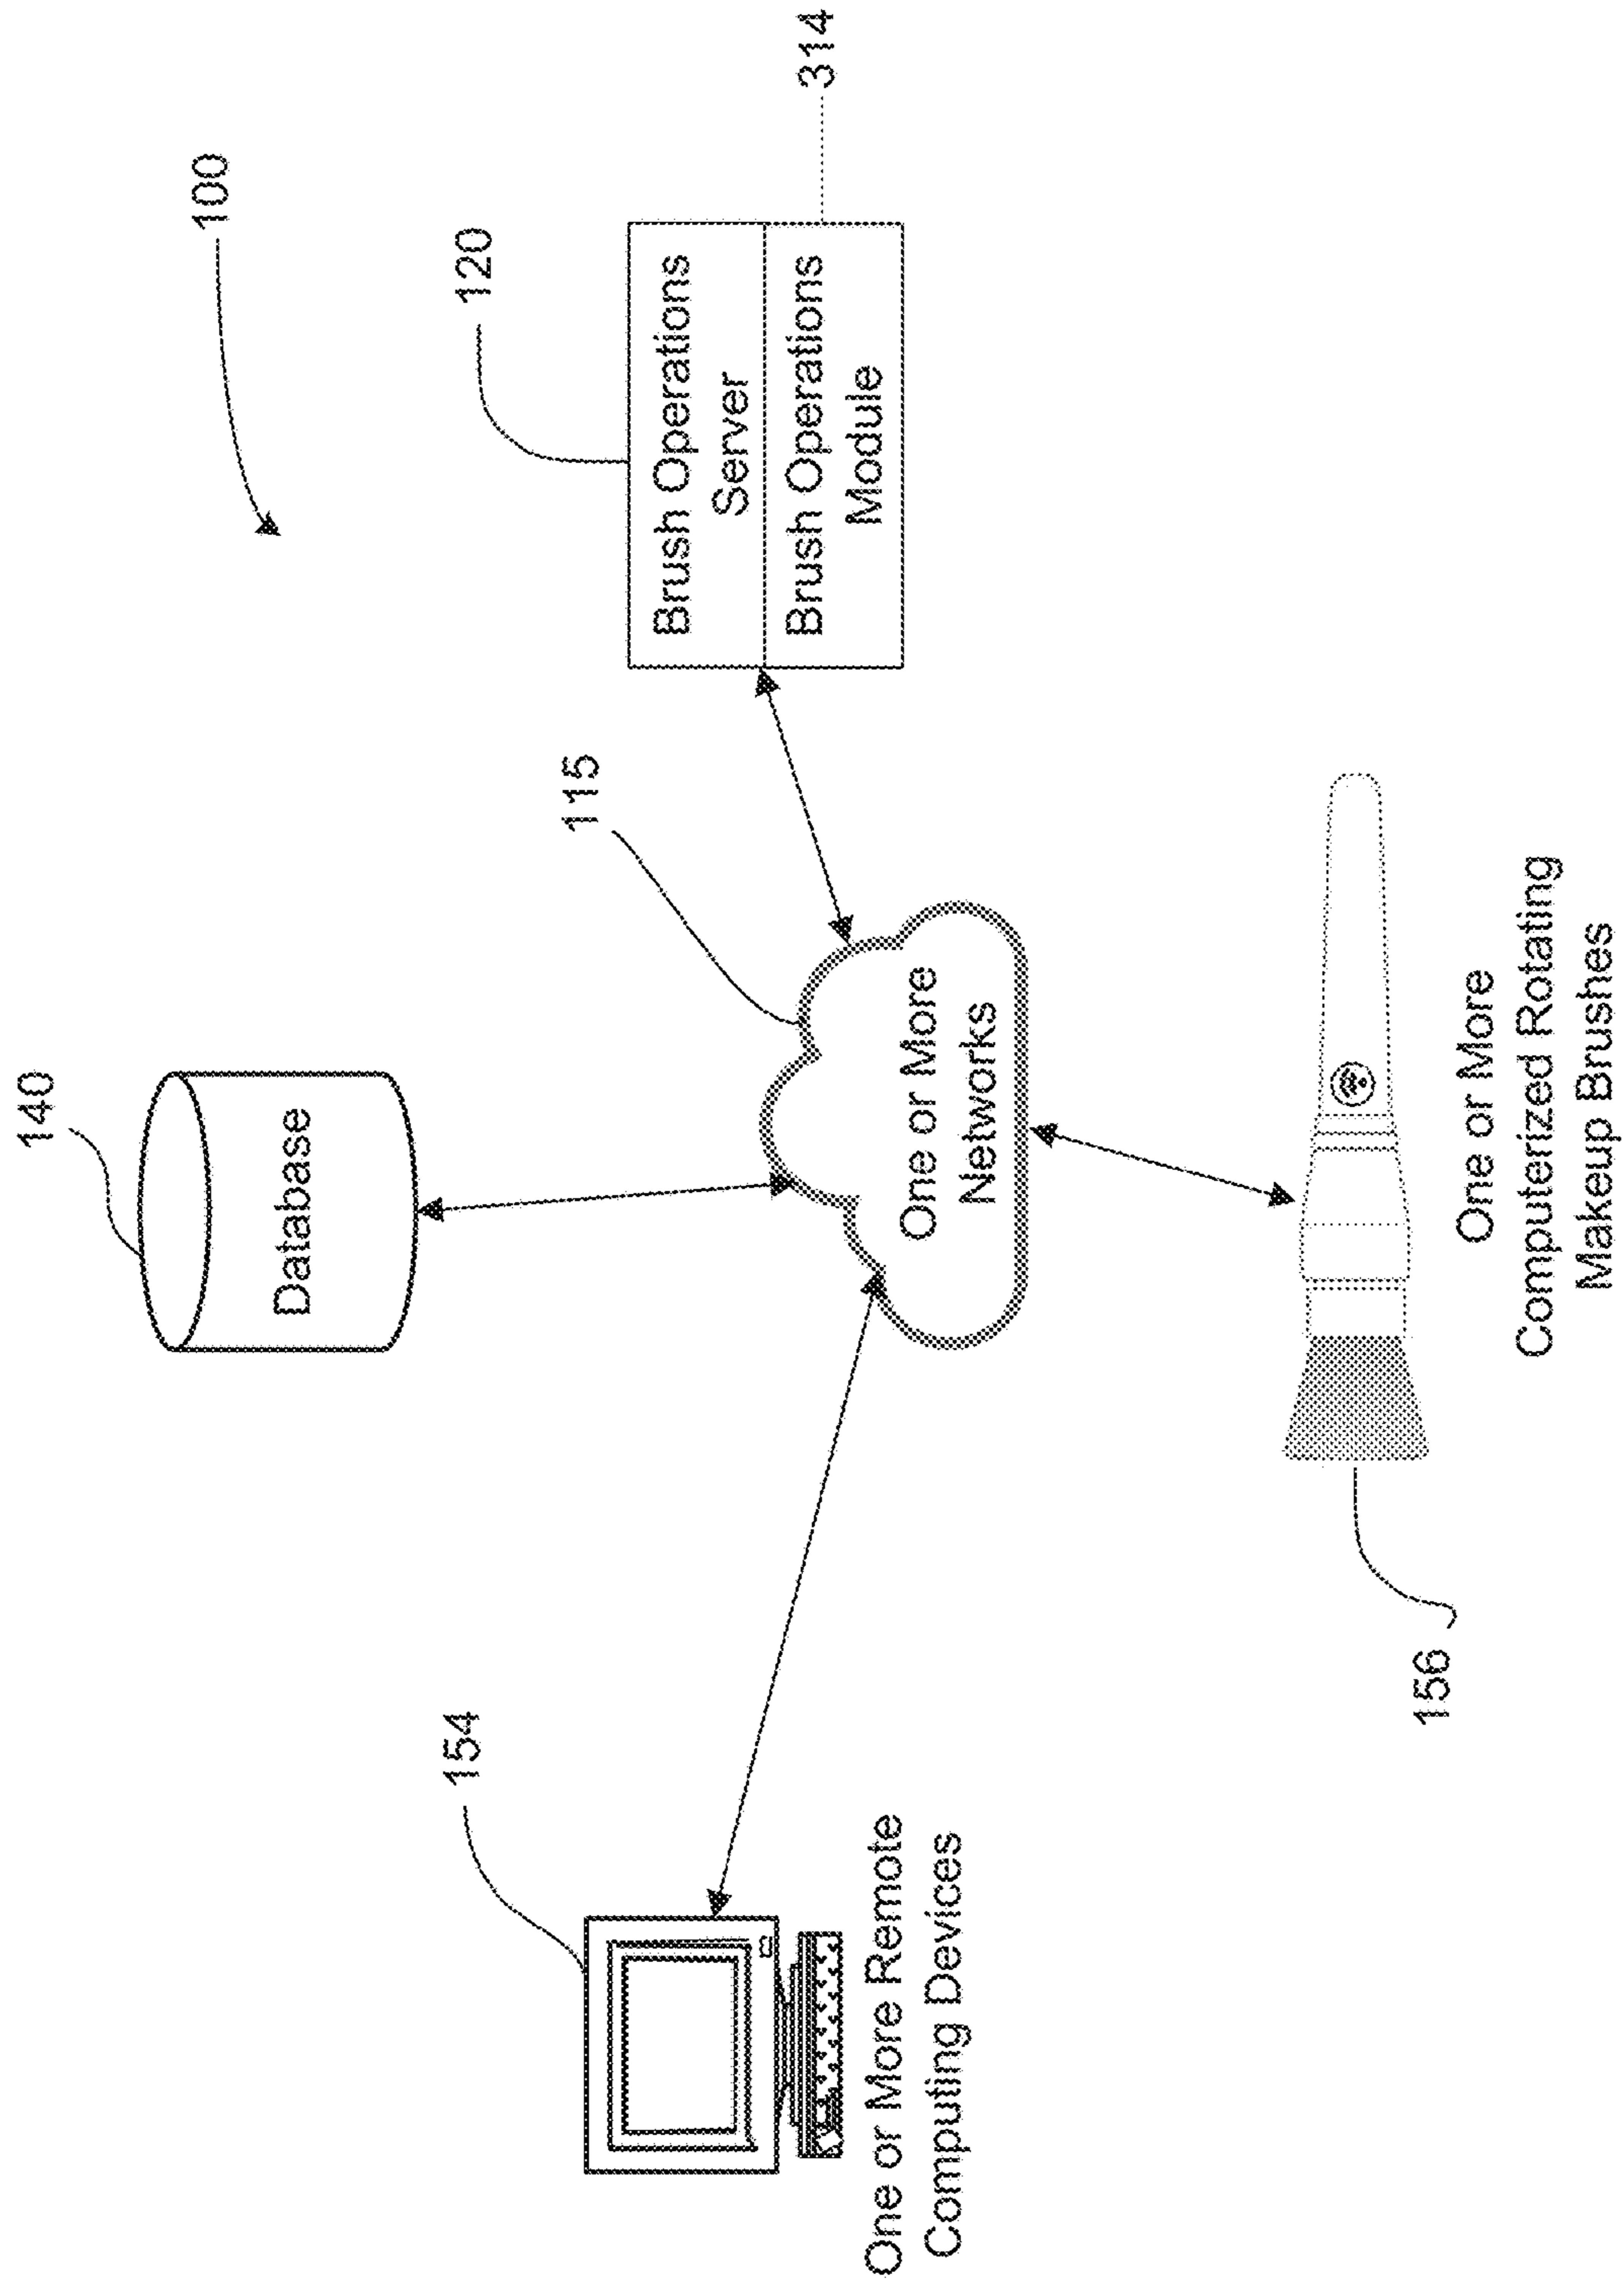 100
140
Database
154
One or More Remote
Computing Devices
115
One or More
Networks
120
Brush Operations
Server
Brush Operations
Module
314
156
One or More
Computerized Rotating
Makeup Brushes